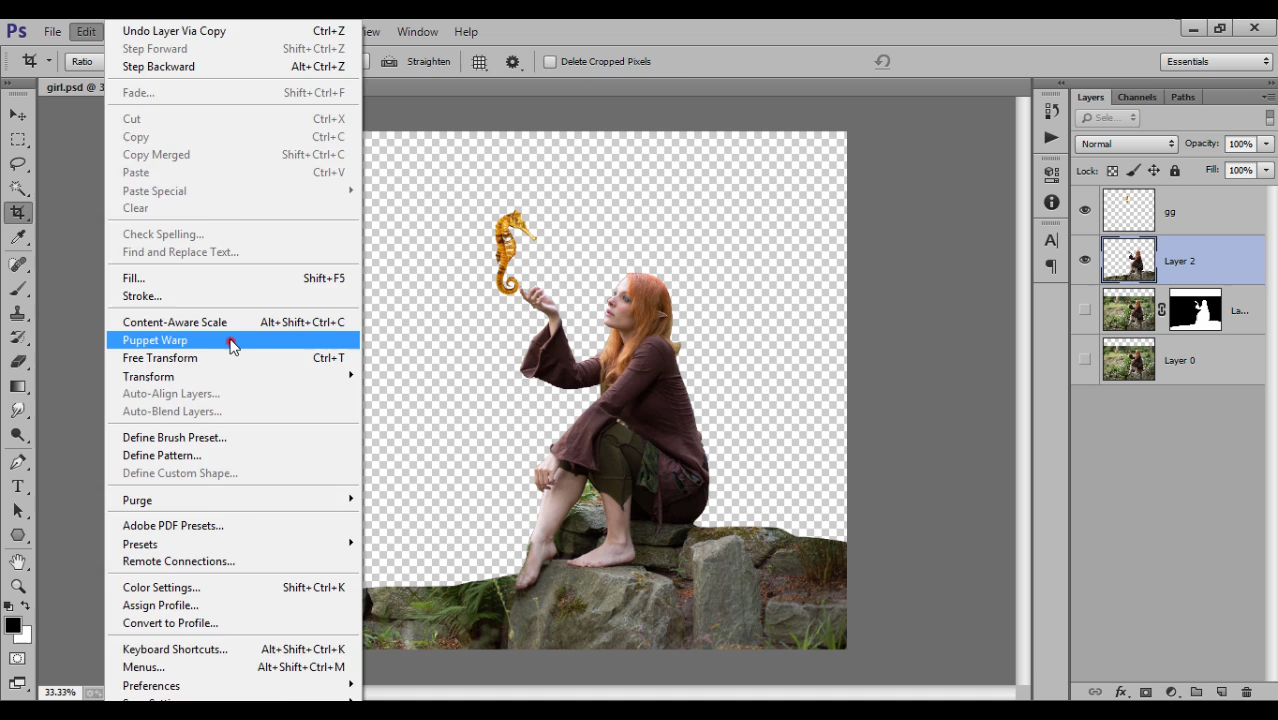 Ps File Edit View Window Help
Undo Layer Via Copy Ctrl+Z
Step Forward Shift+Ctrl+Z
Step Backward Alt+Ctrl+Z
Fade... Shift+Ctrl+F
Cut Ctrl+X
Copy Ctrl+C
Copy Merged Shift+Ctrl+C
Paste Ctrl+V
Paste Special
Clear
Check Spelling...
Find and Replace Text...
Fill... Shift+F5
Stroke...
Content-Aware Scale Alt+Shift+Ctrl+C
Puppet Warp
Free Transform Ctrl+T
Transform
Auto-Align Layers...
Auto-Blend Layers...
Define Brush Preset...
Define Pattern...
Define Custom Shape...
Purge
Adobe PDF Presets...
Presets
Remote Connections...
Color Settings... Shift+Ctrl+K
Assign Profile...
Convert to Profile...
Keyboard Shortcuts... Alt+Shift+Ctrl+K
Menus... Alt+Shift+Ctrl+M
Preferences
Ratio
Straighten
Delete Cropped Pixels
Essentials
girl.psd @ 3
33.33%
Layers Channels Paths
Sele...
Normal Opacity: 100%
Lock: Fill: 100%
gg
Layer 2
La...
Layer 0